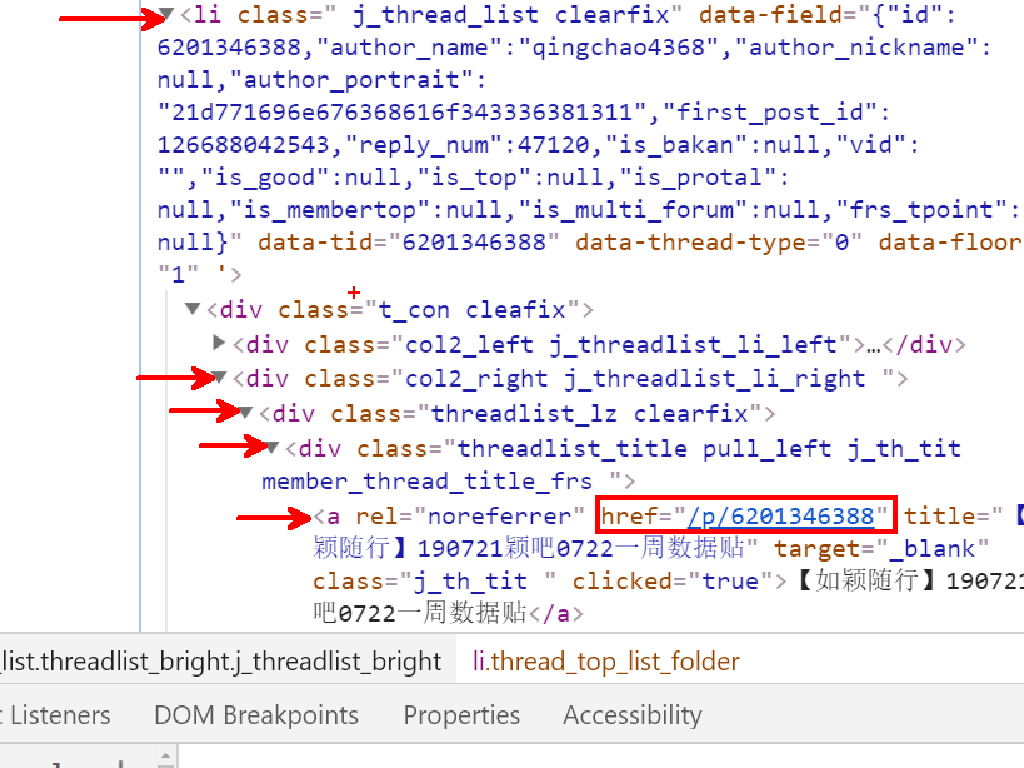 ▼<li class=" j_thread_list clearfix" data-field="{"id":
6201346388,"author_name":"qingchao4368","author_nickname":
null,"author_portrait":
"21d771696e676368616f343336381311","first_post_id":
126688042543,"reply_num":47120,"is_bakan":null,"vid":
"","is_good":null,"is_top":null,"is_protal":
null,"is_membertop":null,"is_multi_forum":null,"frs_tpoint":
null}" data-tid="6201346388" data-thread-type="0" data-floor
"1" '>
▼<div class="t_con cleafix">
▶<div class="col2_left j_threadlist_li_left">…</div>
▼<div class="col2_right j_threadlist_li_right ">
▼<div class="threadlist_lz clearfix">
▼<div class="threadlist_title pull_left j_th_tit
member_thread_title_frs ">
<a rel="noreferrer" href="/p/6201346388" title="【
颖随行】190721颖吧0722一周数据贴" target="_blank"
class="j_th_tit " clicked="true">【如颖随行】190721
吧0722一周数据贴</a>
_list.threadlist_bright.j_threadlist_bright li.thread_top_list_folder
t Listeners DOM Breakpoints Properties Accessibility